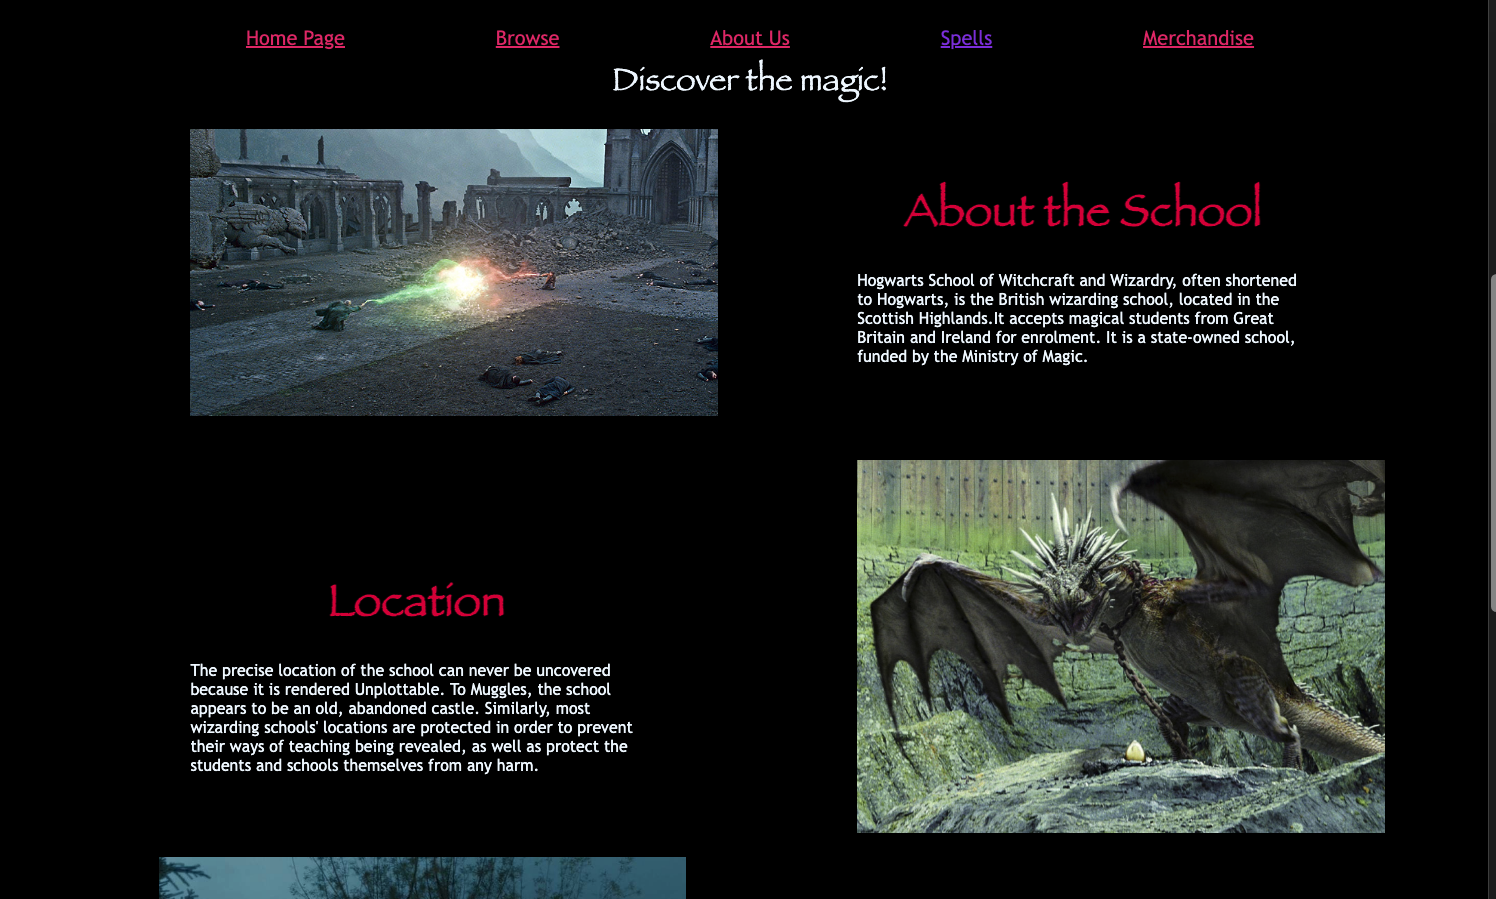 Home Page Browse About Us Spells Merchandise
Discover the magic!
About the School
Hogwarts School of Witchcraft and Wizardry, often shortened
to Hogwarts, is the British wizarding school, located in the
Scottish Highlands.It accepts magical students from Great
Britain and Ireland for enrolment. It is a state-owned school,
funded by the Ministry of Magic.
Location
The precise location of the school can never be uncovered
because it is rendered Unplottable. To Muggles, the school
appears to be an old, abandoned castle. Similarly, most
wizarding schools' locations are protected in order to prevent
their ways of teaching being revealed, as well as protect the
students and schools themselves from any harm.